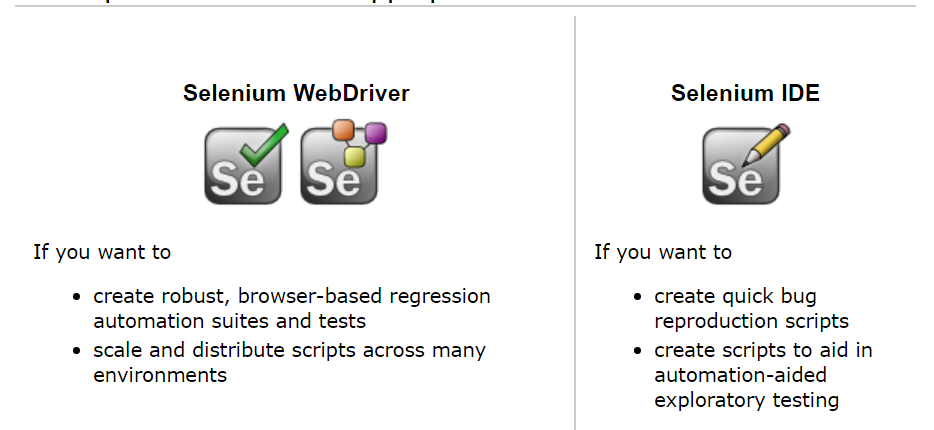 Selenium WebDriver
Se Se
If you want to
create robust, browser-based regression
automation suites and tests
scale and distribute scripts across many
environments
Selenium IDE
Se
If you want to
create quick bug
reproduction scripts
create scripts to aid in
automation-aided
exploratory testing